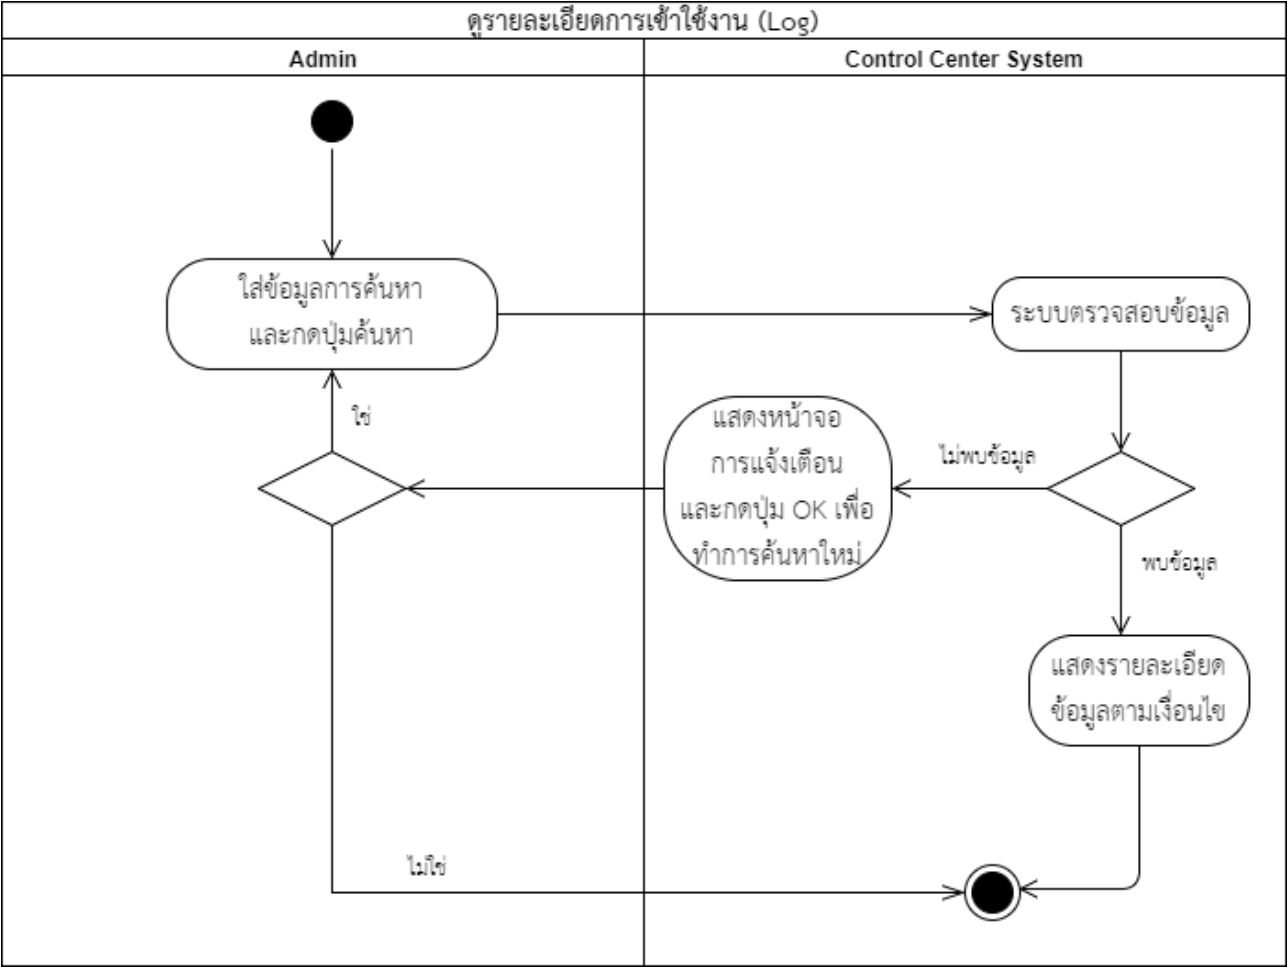 ดูรายละเอียดการเข้าใช้งาน (Log)
Admin
Control Center System
ใส่ข้อมูลการค้นหา
และกดปุ่มค้นหา
ระบบตรวจสอบข้อมูล
ใช่
แสดงหน้าจอ
การแจ้งเตือน
และกดปุ่ม OK เพื่อ
ทำการค้นหาใหม่
ไม่พบข้อมูล
พบข้อมูล
แสดงรายละเอียด
ข้อมูลตามเงื่อนไข
ไม่ใช่